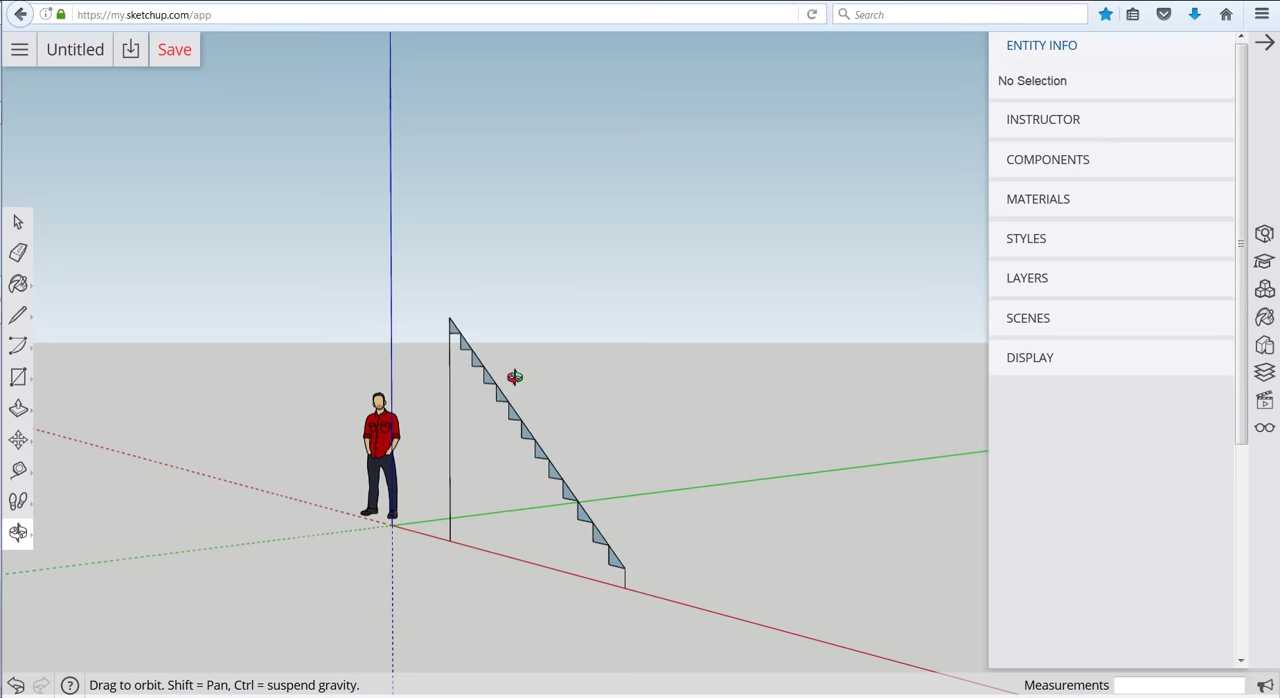 https://my.sketchup.com/app
Search
Untitled
Save
ENTITY INFO
No Selection
INSTRUCTOR
COMPONENTS
MATERIALS
STYLES
LAYERS
SCENES
DISPLAY
Drag to orbit. Shift = Pan, Ctrl = suspend gravity.
Measurements